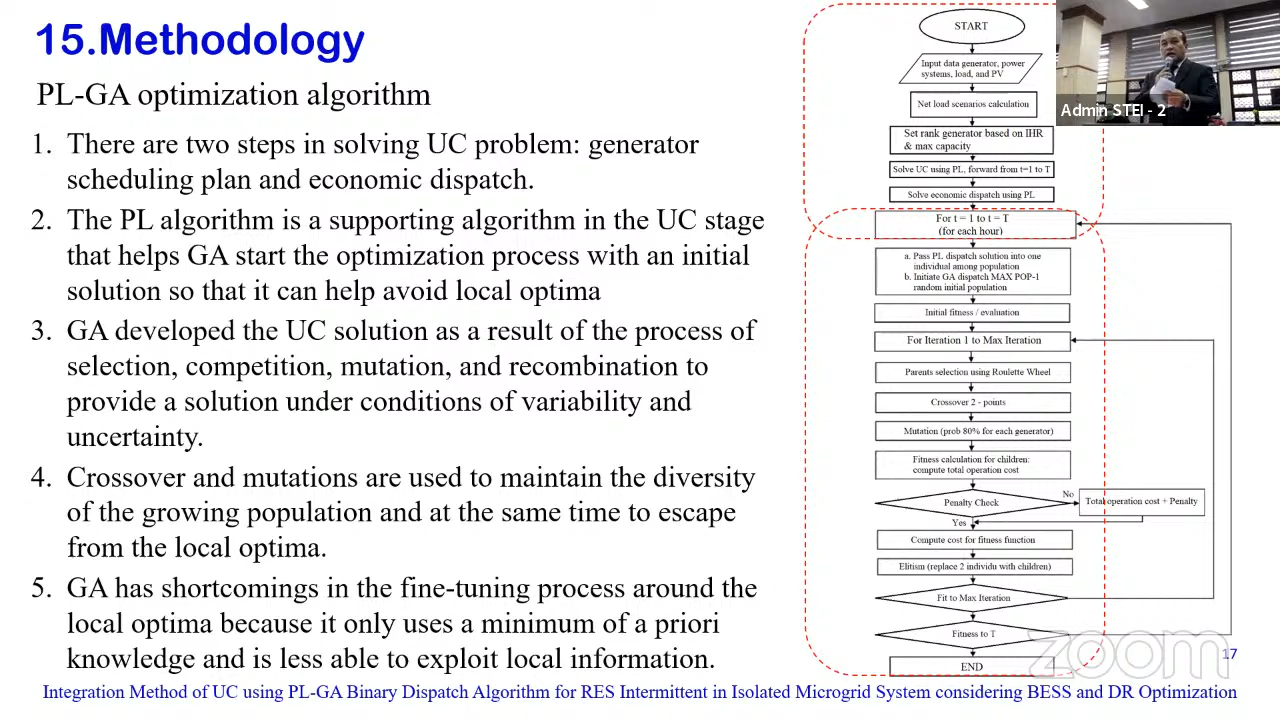 15.Methodology
PL-GA optimization algorithm
1. There are two steps in solving UC problem: generator
scheduling plan and economic dispatch.
2. The PL algorithm is a supporting algorithm in the UC stage
that helps GA start the optimization process with an initial
solution so that it can help avoid local optima
3. GA developed the UC solution as a result of the process of
selection, competition, mutation, and recombination to
provide a solution under conditions of variability and
uncertainty.
4. Crossover and mutations are used to maintain the diversity
of the growing population and at the same time to escape
from the local optima.
5. GA has shortcomings in the fine-tuning process around the
local optima because it only uses a minimum of a priori
knowledge and is less able to exploit local information.
START
Input data generator, power
systems, load, and PV
Net load scenarios calculation
Set rank generator based on IHR
& max capacity
Solve UC using PL, forward from t=1 to T
Solve economic dispatch using PL
For t = 1 to t = T
(for each hour)
a. Pass PL dispatch solution into one
individual among population
b. Initiate GA dispatch MAX POP-1
random initial population
Initial fitness / evaluation
For Iteration 1 to Max Iteration
Parents selection using Roulette Wheel
Crossover 2 - points
Mutation (prob 80% for each generator)
Fitness calculation for children:
compute total operation cost
Penalty Check
No
Total operation cost + Penalty
Yes
Compute cost for fitness function
Elitism (replace 2 individu with children)
Fit to Max Iteration
Fitness to T
END
Admin STEI - 2
zoom
17
Integration Method of UC using PL-GA Binary Dispatch Algorithm for RES Intermittent in Isolated Microgrid System considering BESS and DR Optimization